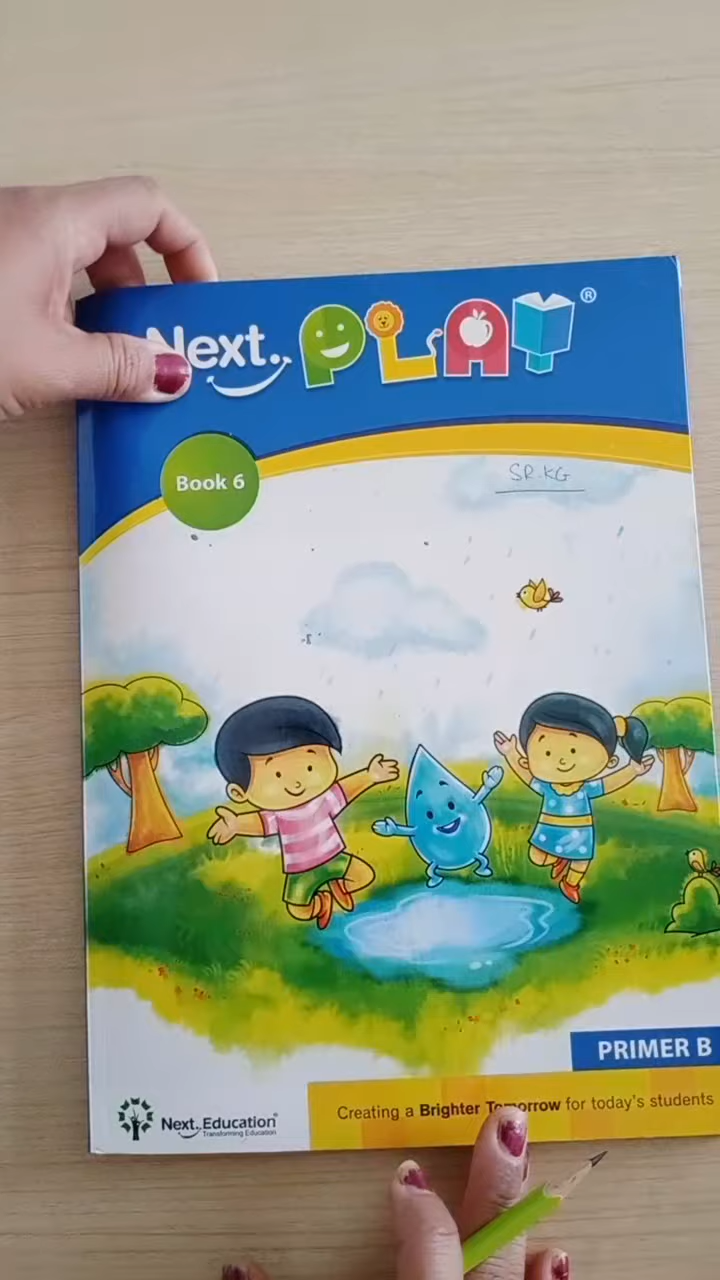 Next. PLAY®
Book 6
SR.KG
PRIMER B
Creating a Brighter Tomorrow for today's students
Next.Education®
Transforming Education